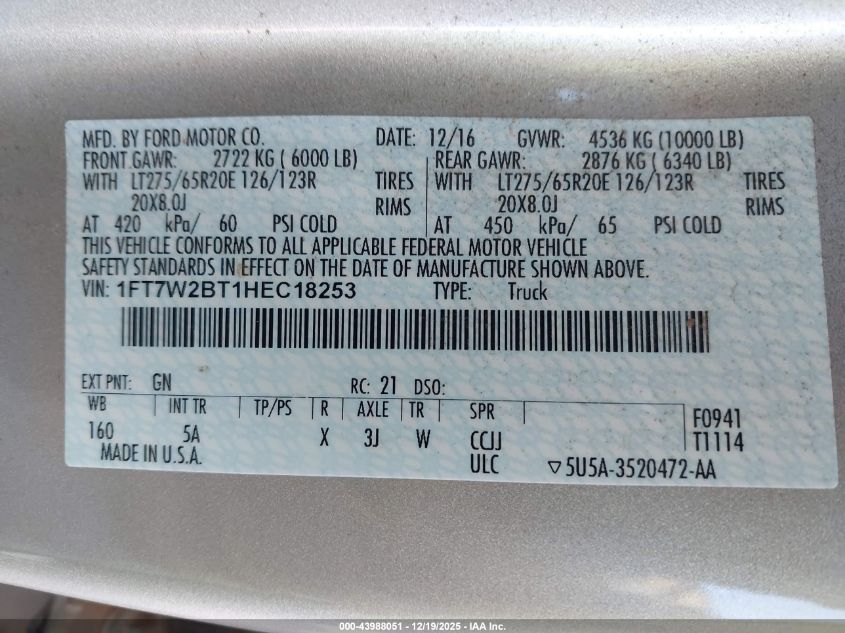 MFD. BY FORD MOTOR CO. DATE: 12/16 GVWR: 4536 KG (10000 LB)
FRONT GAWR: 2722 KG ( 6000 LB) REAR GAWR: 2876 KG ( 6340 LB)
WITH LT275/65R20E 126/123R TIRES WITH LT275/65R20E 126/123R TIRES
20X8.0J RIMS 20X8.0J RIMS
AT 420 kPa/ 60 PSI COLD AT 450 kPa/ 65 PSI COLD
THIS VEHICLE CONFORMS TO ALL APPLICABLE FEDERAL MOTOR VEHICLE
SAFETY STANDARDS IN EFFECT ON THE DATE OF MANUFACTURE SHOWN ABOVE.
VIN: 1FT7W2BT1HEC18253 TYPE: Truck
EXT PNT: GN RC: 21 DSO:
WB INT TR TP/PS R AXLE TR SPR F0941
160 5A X 3J W CCJJ T1114
MADE IN U.S.A. ULC ▽5U5A-3520472-AA
000-43988051 - 12/19/2025 - IAA Inc.